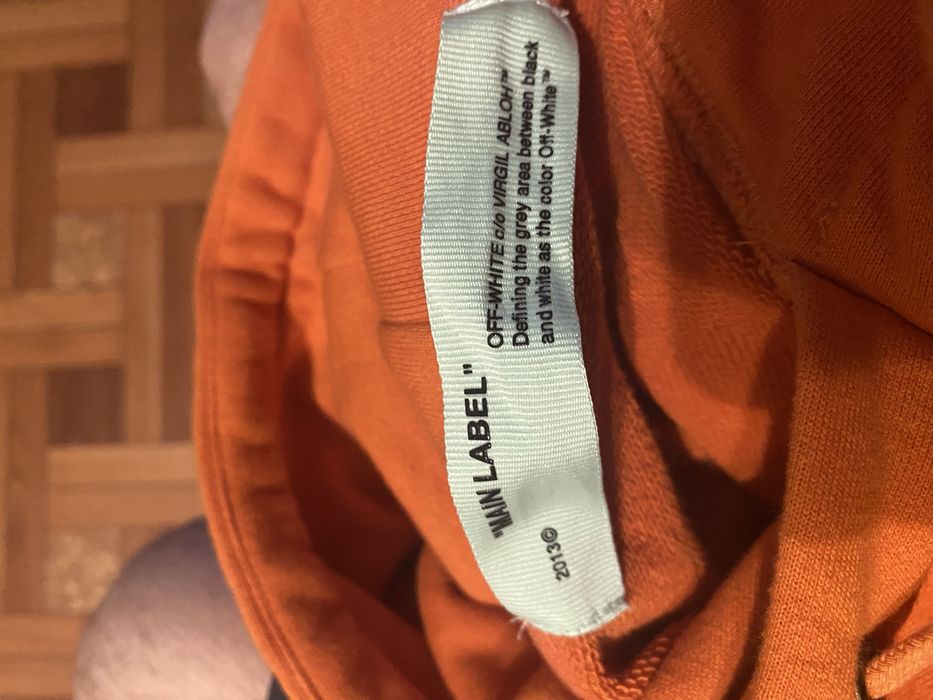 "MAIN LABEL"
2013©
OFF-WHITE c/o VIRGIL ABLOH™
Defining the grey area between black
and white as the color Off-White™